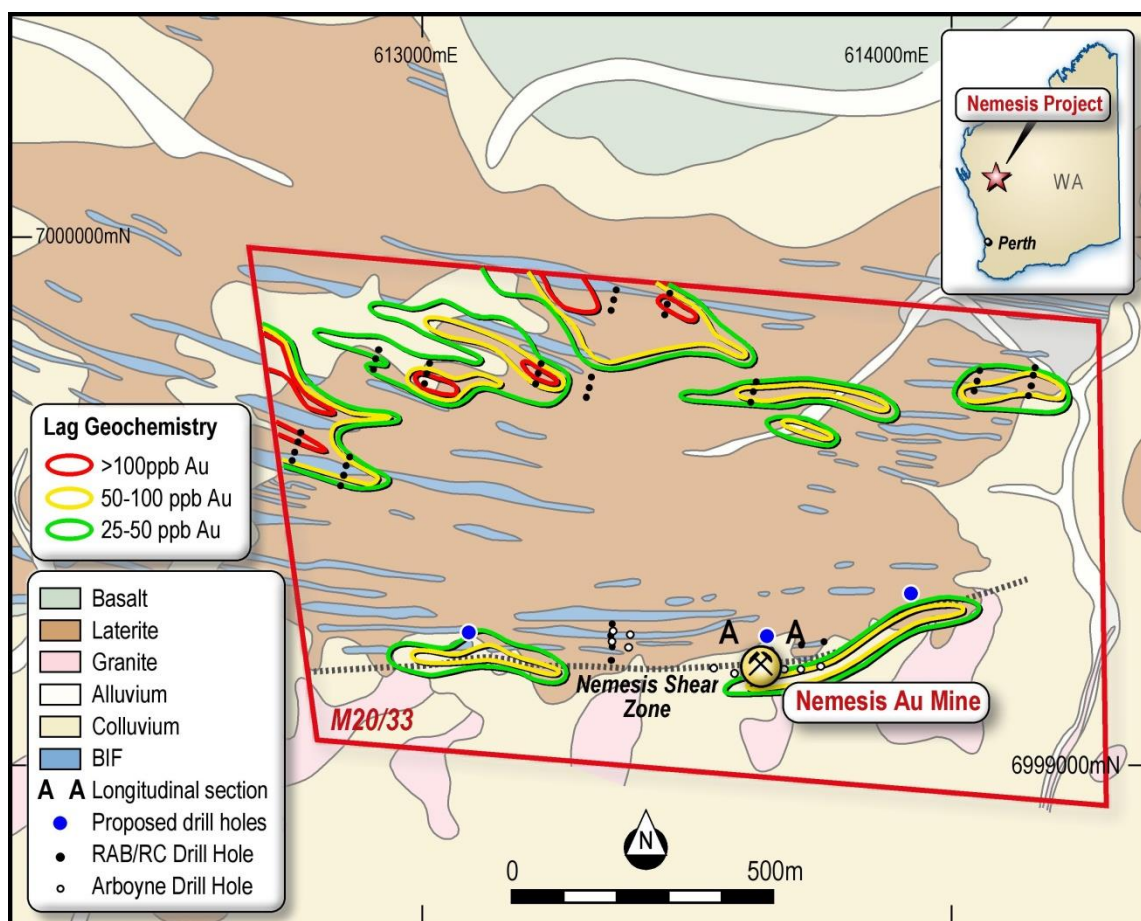 613000mE
614000mE
Nemesis Project
WA
Perth
7000000mN
Lag Geochemistry
>100ppb Au
50-100 ppb Au
25-50 ppb Au
Basalt
Laterite
Granite
Alluvium
Colluvium
BIF
A A Longitudinal section
Proposed drill holes
RAB/RC Drill Hole
Arboyne Drill Hole
A A
Nemesis Shear
Zone
Nemesis Au Mine
M20/33
6999000mN
N
0 500m